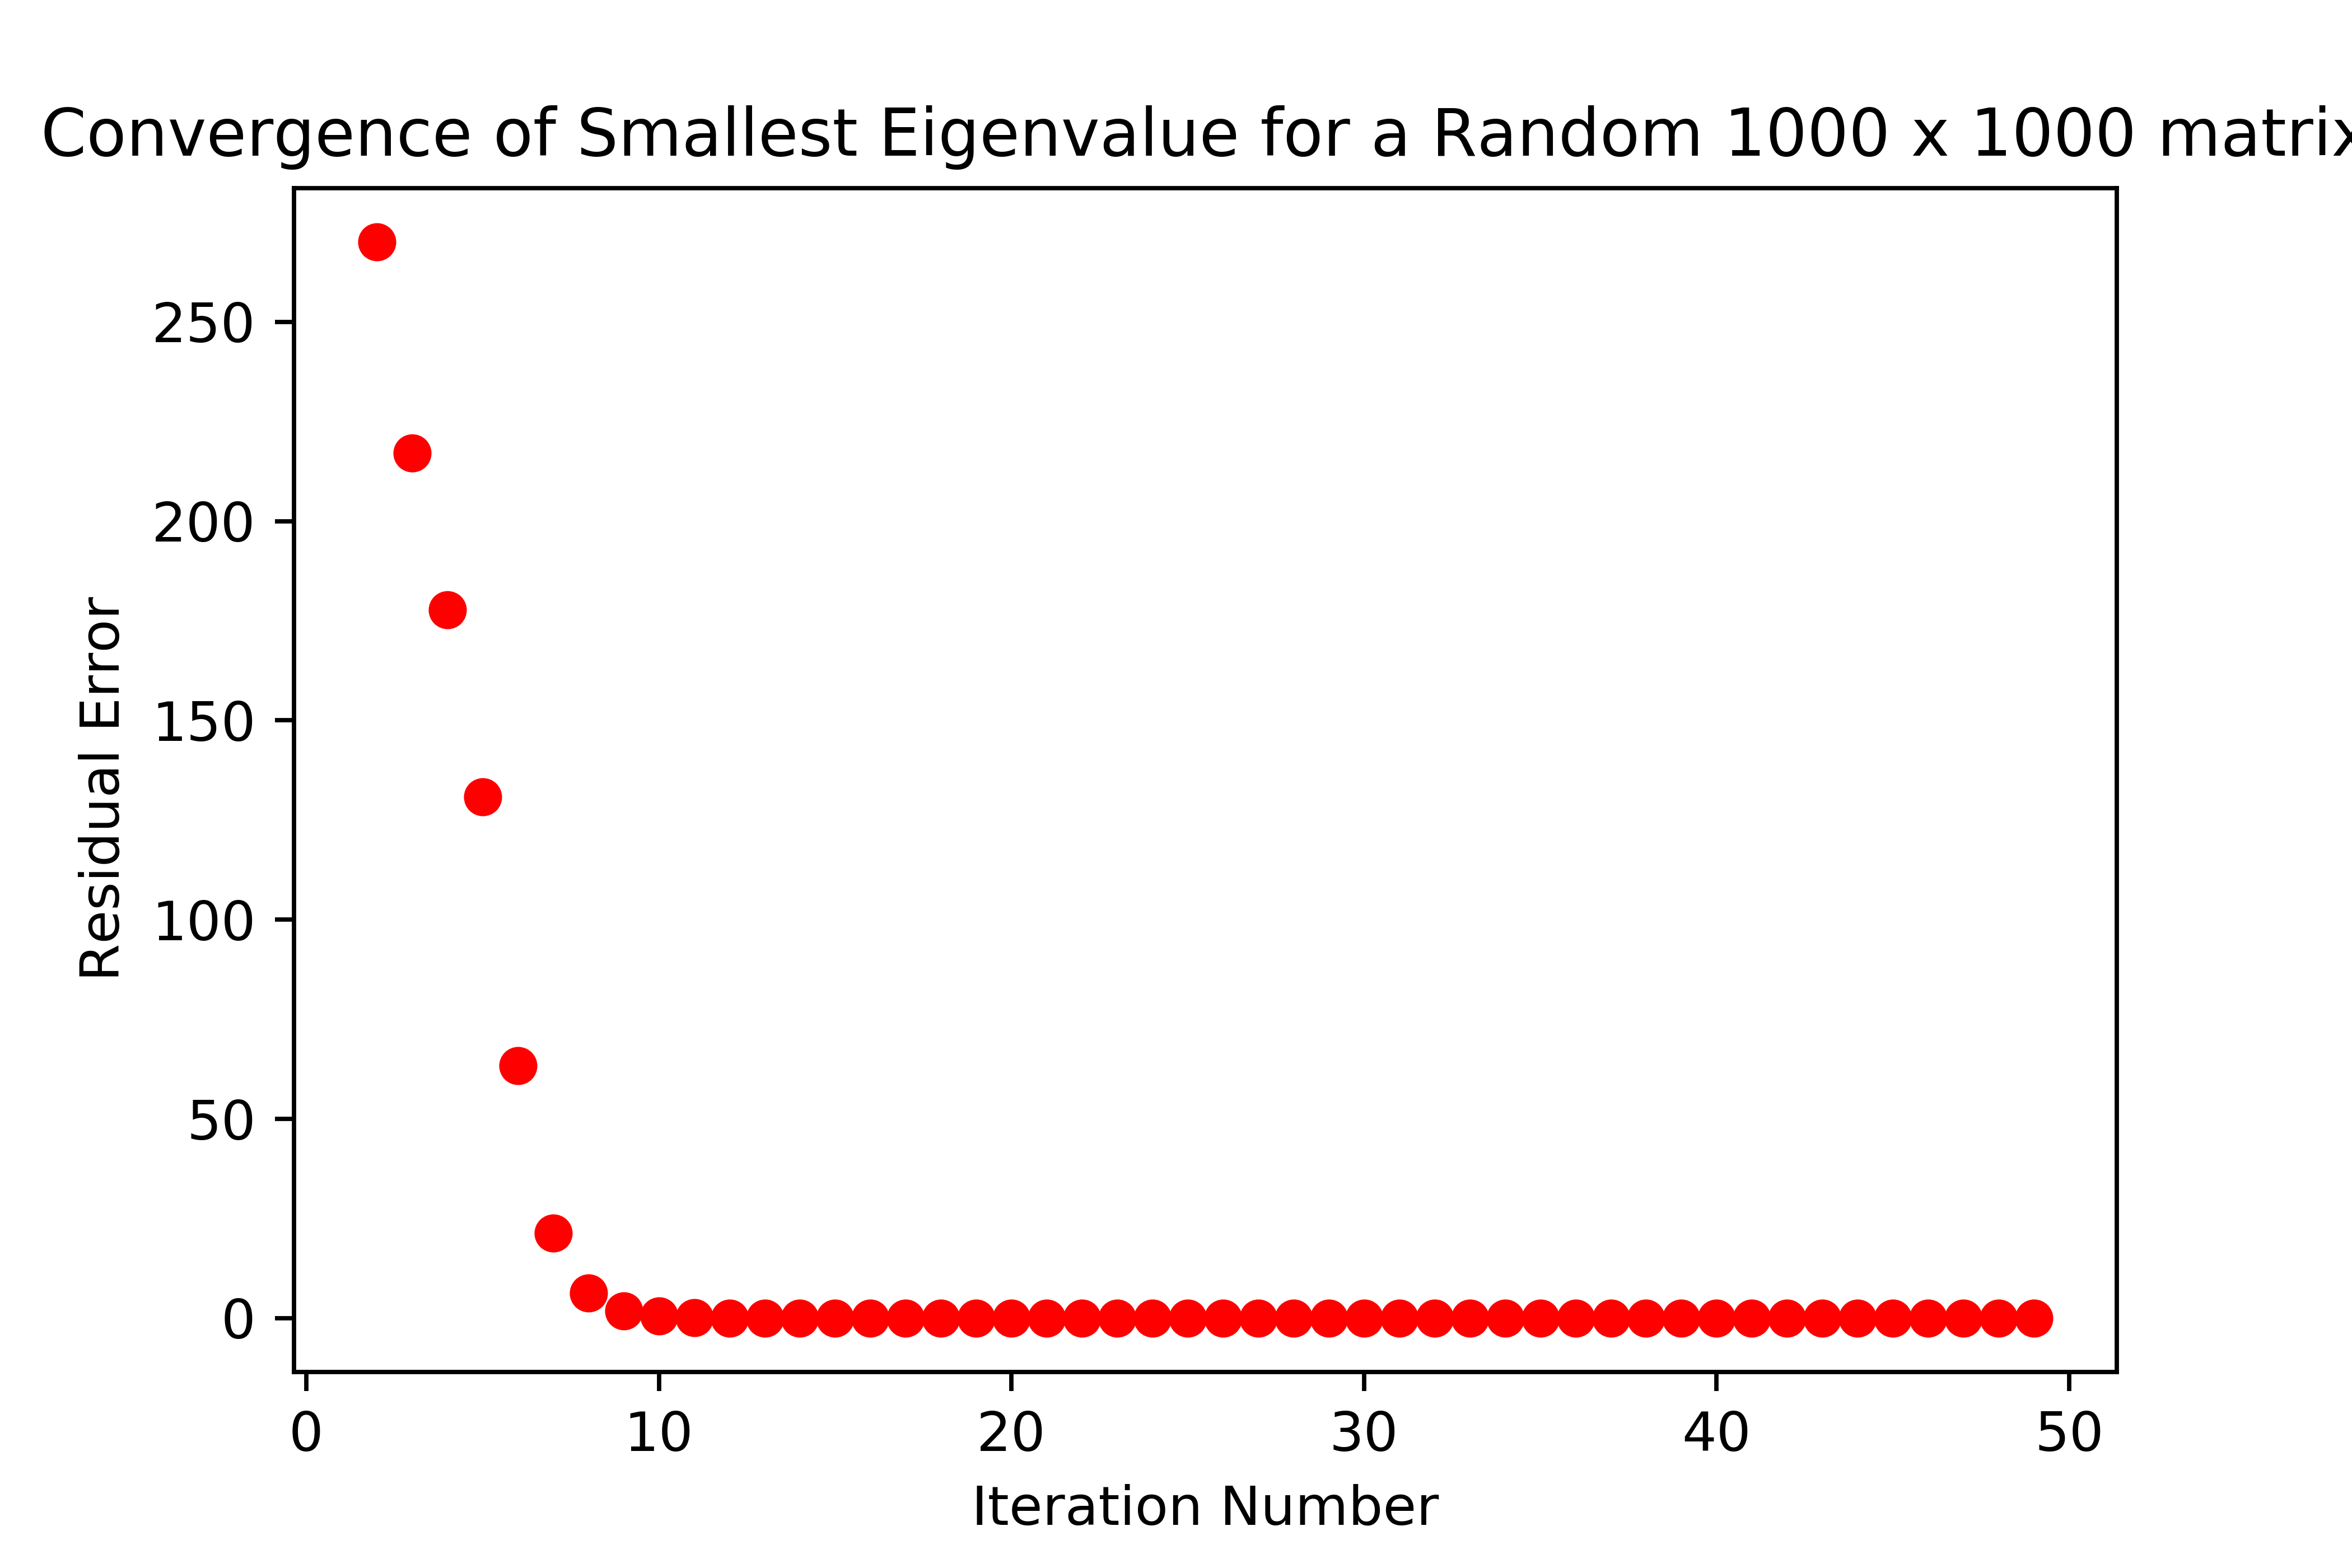 Convergence of Smallest Eigenvalue for a Random 1000 x 1000 matrix
250
200
150
100
50
0
Residual Error
0 10 20 30 40 50
Iteration Number